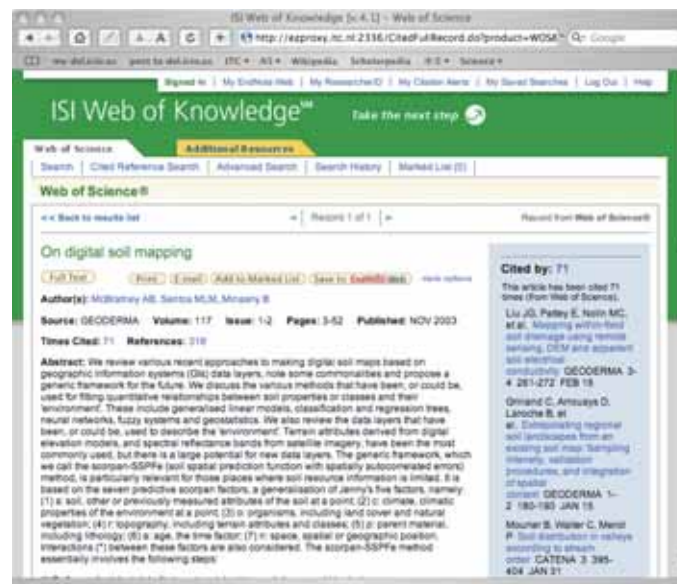 ISI Web of Knowledge [v.4.1] - Web of Science
http://ezproxy.itc.nl:2336/CitedFullRecord.do?product=WOS& Google
ITC Wikipedia Scholarpedia Science
Signed In | My EndNote Web | My ResearcherID | My Citation Alerts | My Saved Searches | Log Out | Help
ISI Web of Knowledge℠ Take the next step
Web of Science Additional Resources
Search | Cited Reference Search | Advanced Search | Search History | Marked List (0)
Web of Science®
<< Back to results list Record 1 of 1 Record from Web of Science®
On digital soil mapping
Full Text Print E-mail Add to Marked List Save to EndNote Web more options
Author(s): McBratney AB, Santos MLM, Minasny B
Source: GEODERMA Volume: 117 Issue: 1-2 Pages: 3-52 Published: NOV 2003
Times Cited: 71 References: 218
Abstract: We review various recent approaches to making digital soil maps based on
geographic information systems (GIS) data layers, note some commonalities and propose a
generic framework for the future. We discuss the various methods that have been, or could be,
used for fitting quantitative relationships between soil properties or classes and their
'environment'. These include generalised linear models, classification and regression trees,
neural networks, fuzzy systems and geostatistics. We also review the data layers that have
been, or could be, used to describe the 'environment'. Terrain attributes derived from digital
elevation models, and spectral reflectance bands from satellite imagery, have been the most
commonly used, but there is a large potential for new data layers. The generic framework, which
we call the scorpan-SSPFe (soil spatial prediction function with spatially autocorrelated errors)
method, is particularly relevant for those places where soil resource information is limited. It is
based on the seven predictive scorpan factors, a generalisation of Jenny's five factors, namely:
(1) s: soil, other or previously measured attributes of the soil at a point; (2) c: climate, climatic
properties of the environment at a point; (3) o: organisms, including land cover and natural
vegetation; (4) r: topography, including terrain attributes and classes; (5) p: parent material,
including lithology; (6) a: age, the time factor; (7) n: space, spatial or geographic position.
Interactions (*) between these factors are also considered. The scorpan-SSPFe method
essentially involves the following steps:
Cited by: 71
This article has been cited 71
times (from Web of Science).
Liu JG, Pattey E, Nolin MC,
et al. Mapping within-field
soil drainage using remote
sensing, DEM and apparent
soil electrical
conductivity GEODERMA 3-
4 261-272 FEB 15
Grinand C, Arrouays D,
Laroche B, et
al. Extrapolating regional
soil landscapes from an
existing soil map: Sampling
intensity, validation
procedures, and integration
of spatial
context GEODERMA 1-
2 180-190 JAN 15
Mourier B, Walter C, Merot
P Soil distribution in valleys
according to stream
order CATENA 3 395-
404 JAN 31